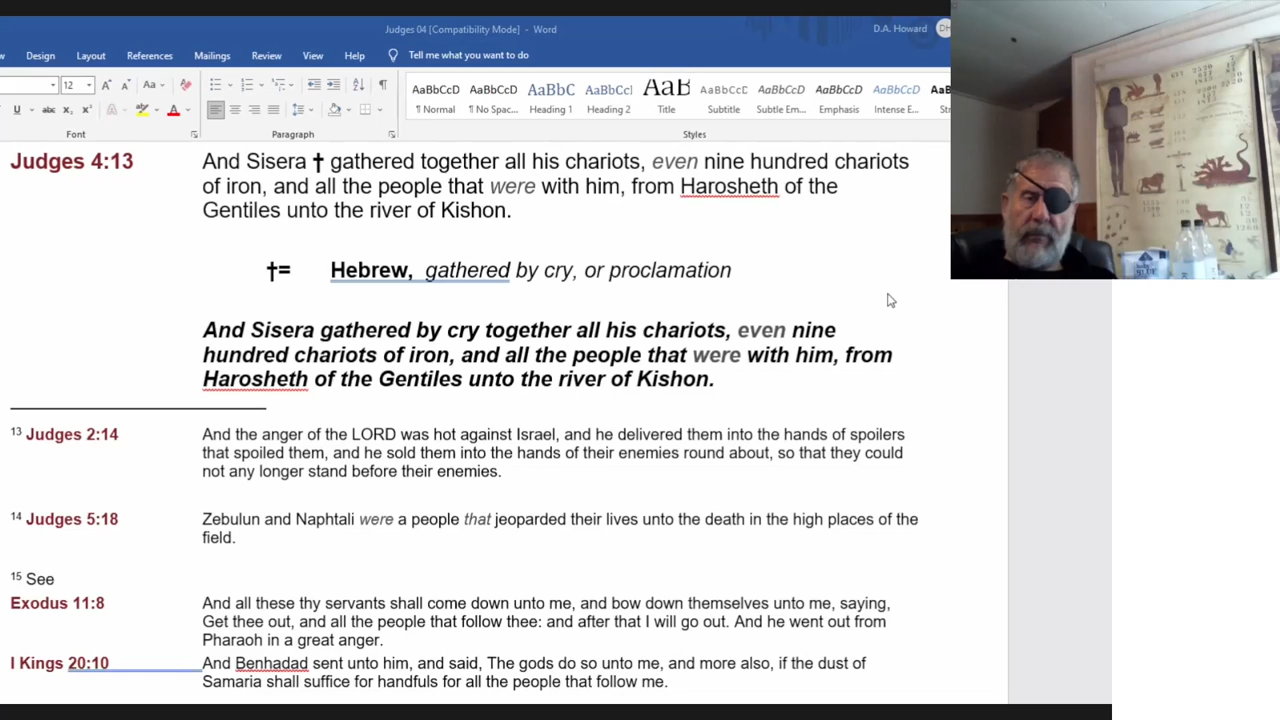 Judges 04 [Compatibility Mode] - Word
D.A. Howard
DH
Design Layout References Mailings Review View Help Tell me what you want to do
12
Aa
U abc x₂ x²
AaBbCcDc AaBbCcDc AaBbC AaBbCcI AaB AaBbCcD AaBbCcDc AaBbCcDc AaBbCcDc AaB
¶ Normal ¶ No Spac... Heading 1 Heading 2 Title Subtitle Subtle Em... Emphasis Intense E... Str
Font Paragraph Styles
Judges 4:13 And Sisera † gathered together all his chariots, even nine hundred chariots
of iron, and all the people that were with him, from Harosheth of the
Gentiles unto the river of Kishon.
†= Hebrew, gathered by cry, or proclamation
And Sisera gathered by cry together all his chariots, even nine
hundred chariots of iron, and all the people that were with him, from
Harosheth of the Gentiles unto the river of Kishon.
13 Judges 2:14 And the anger of the LORD was hot against Israel, and he delivered them into the hands of spoilers
that spoiled them, and he sold them into the hands of their enemies round about, so that they could
not any longer stand before their enemies.
14 Judges 5:18 Zebulun and Naphtali were a people that jeoparded their lives unto the death in the high places of the
field.
15 See
Exodus 11:8 And all these thy servants shall come down unto me, and bow down themselves unto me, saying,
Get thee out, and all the people that follow thee: and after that I will go out. And he went out from
Pharaoh in a great anger.
I Kings 20:10 And Benhadad sent unto him, and said, The gods do so unto me, and more also, if the dust of
Samaria shall suffice for handfuls for all the people that follow me.